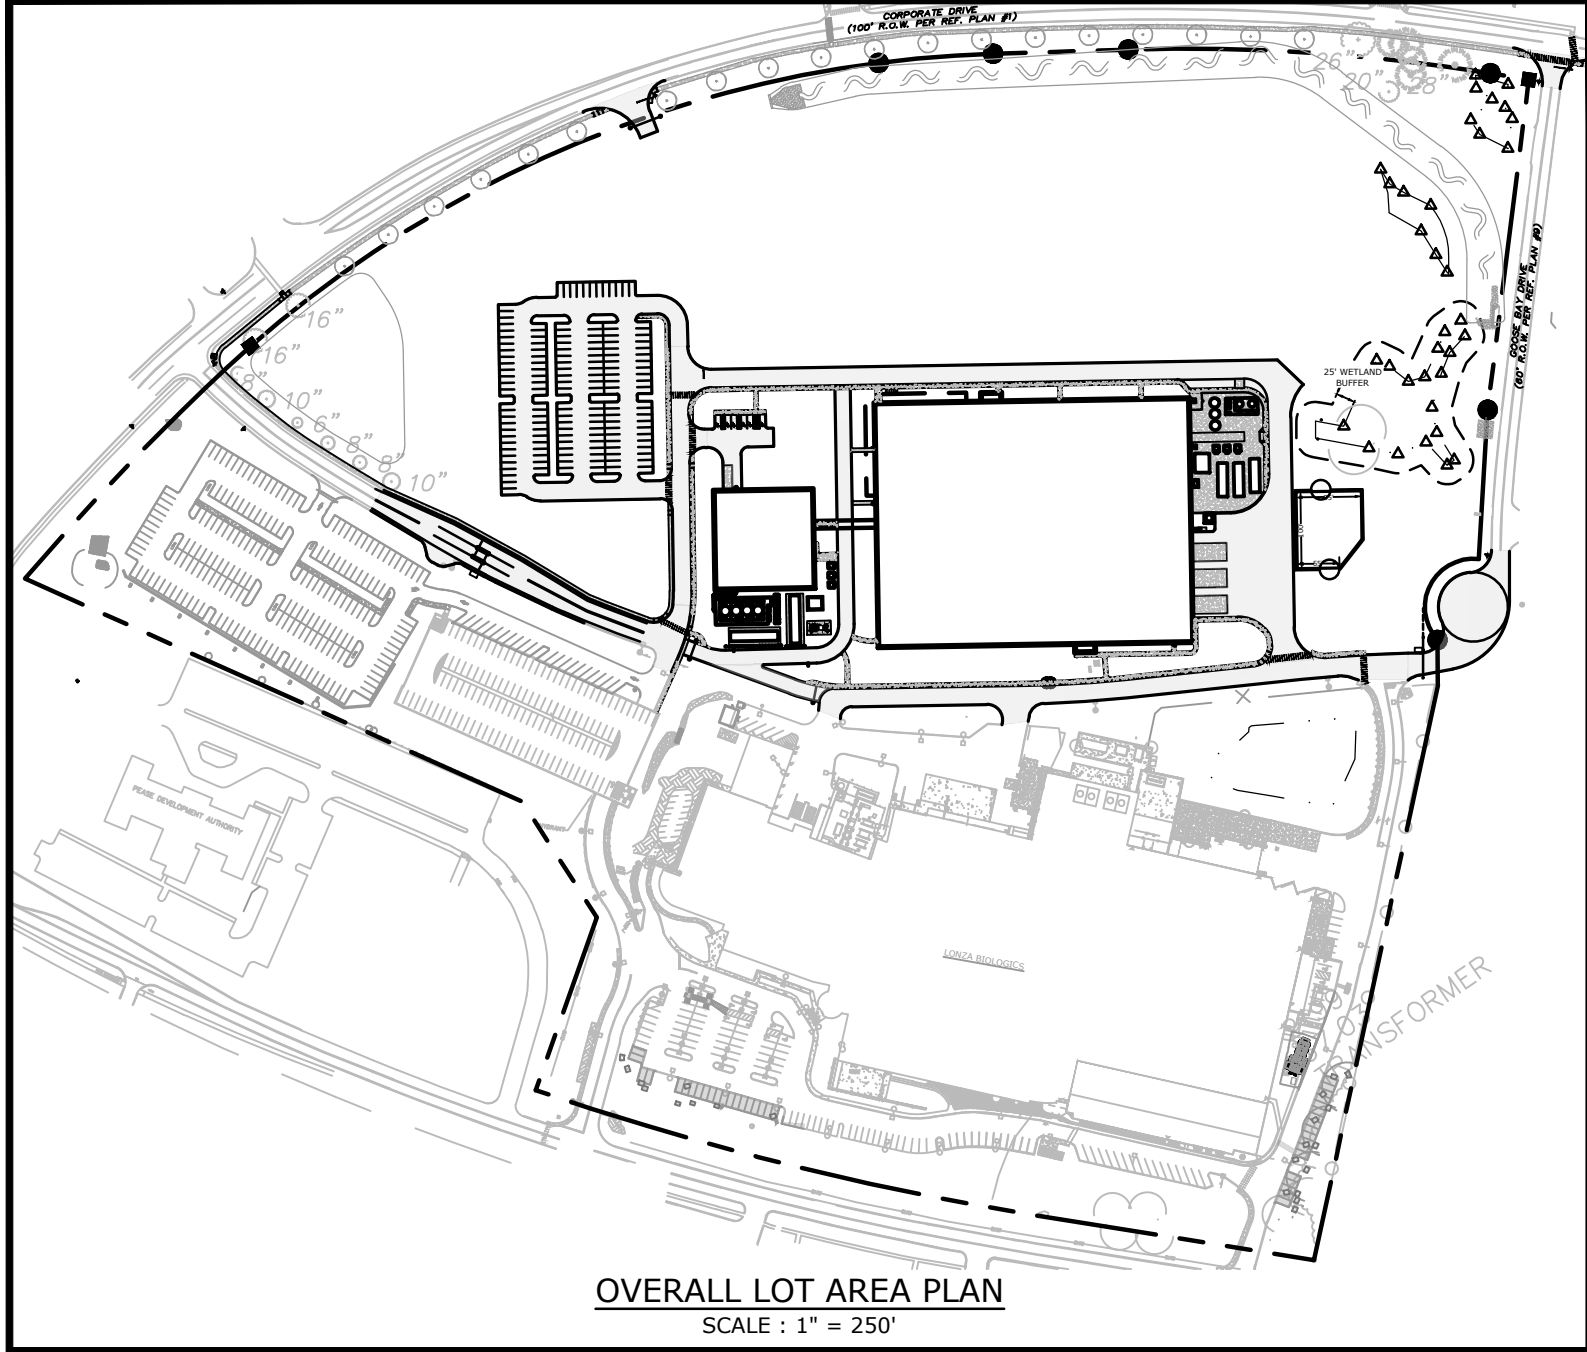 CORPORATE DRIVE
(100' R.O.W. PER REF. PLAN #1)
26"
20"
28"
GOOSE BAY DRIVE
(60' R.O.W. PER REF. PLAN #9)
16"
16"
8"
10"
6"
8"
8"
10"
25' WETLAND
BUFFER
PEASE DEVELOPMENT AUTHORITY
LONZA BIOLOGICS
TRANSFORMER
OVERALL LOT AREA PLAN
SCALE : 1" = 250'